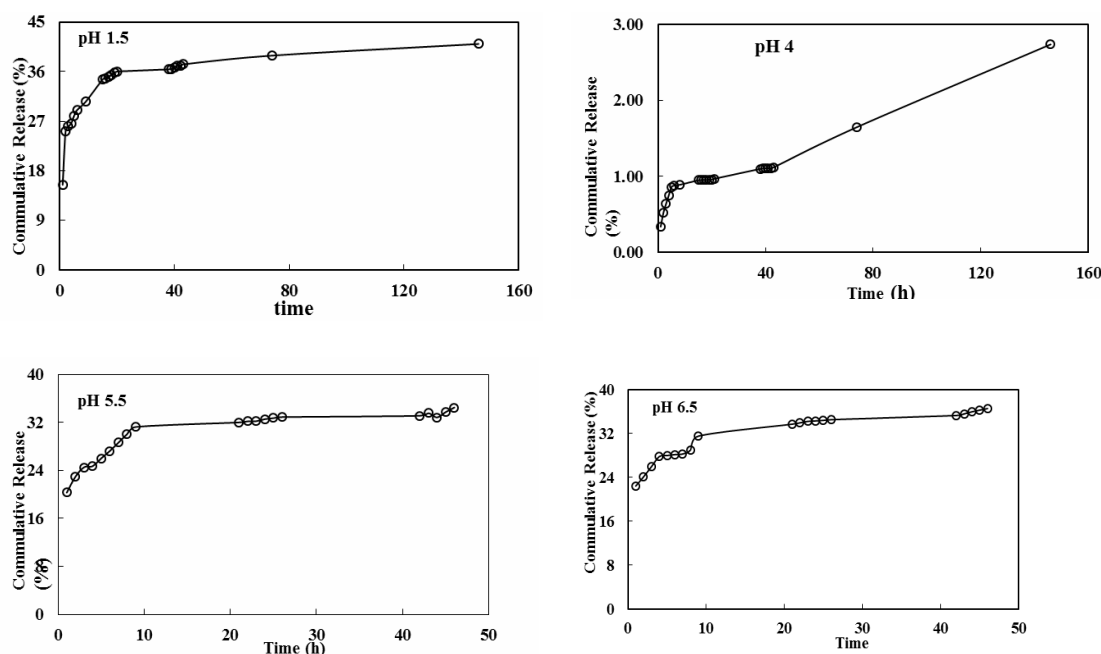 pH 1.5
Commulative Release (%)
45
36
27
18
9
0
0 40 80 120 160
time
pH 4
Commulative Release
(%)
3.00
2.00
1.00
0.00
0 40 80 120 160
Time (h)
pH 5.5
Commulative Release
(%)
40
32
24
16
8
0
0 10 20 30 40 50
Time (h)
pH 6.5
Commulative Release (%)
40
32
24
16
8
0
0 10 20 30 40 50
Time